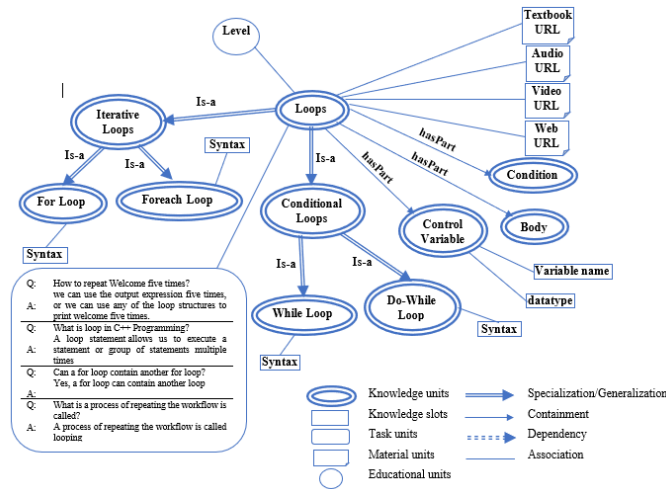 Level
Textbook
URL
Audio
URL
Video
URL
Web
URL
Iterative
Loops
Is-a
Loops
hasPart
Is-a
Is-a
Syntax
Is-a
hasPart
hasPart
Condition
For Loop
Foreach Loop
Conditional
Loops
Control
Variable
Body
Syntax
Is-a
Is-a
Variable name
datatype
Q: How to repeat Welcome five times?
we can use the output expression five times,
A: or we can use any of the loop structures to
print welcome five times.
Q: What is loop in C++ Programming?
A loop statement allows us to execute a
A: statement or group of statements multiple
times
Q: Can a for loop contain another for loop?
Yes, a for loop can contain another loop
A:
Q: What is a process of repeating the workflow is
called?
A: A process of repeating the workflow is called
looping
While Loop
Do-While
Loop
Syntax
Syntax
Knowledge units
Specialization/Generalization
Knowledge slots
Containment
Task units
Dependency
Material units
Association
Educational units